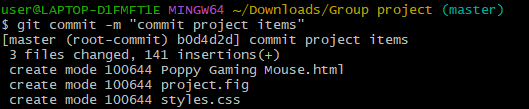 user@LAPTOP-D1FMFT1E MINGW64 ~/Downloads/Group project (master)
$ git commit -m "commit project items"
[master (root-commit) b0d4d2d] commit project items
 3 files changed, 141 insertions(+)
 create mode 100644 Poppy Gaming Mouse.html
 create mode 100644 project.fig
 create mode 100644 styles.css